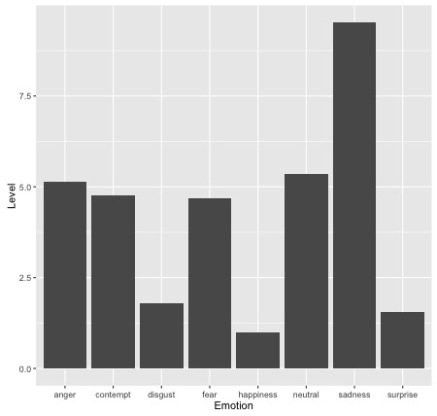 Level
7.5
5.0
2.5
0.0
anger contempt disgust fear happiness neutral sadness surprise
Emotion